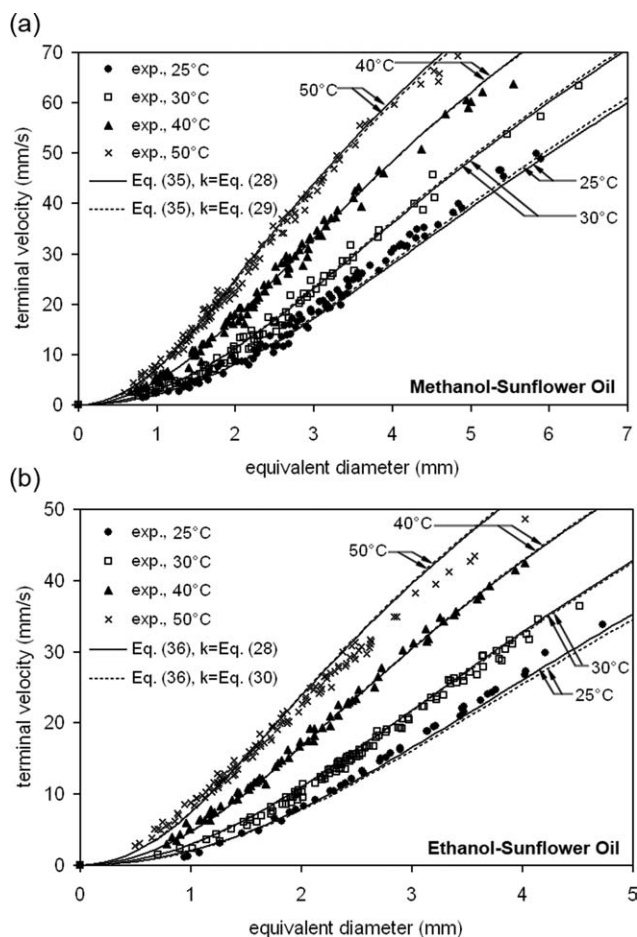 (a)
70
60
50
40
30
20
10
0
terminal velocity (mm/s)
exp., 25°C
exp., 30°C
exp., 40°C
exp., 50°C
Eq. (35), k=Eq. (28)
Eq. (35), k=Eq. (29)
50°C
40°C
25°C
30°C
Methanol-Sunflower Oil
0 1 2 3 4 5 6 7
equivalent diameter (mm)
(b)
50
40
30
20
10
0
terminal velocity (mm/s)
exp., 25°C
exp., 30°C
exp., 40°C
exp., 50°C
Eq. (36), k=Eq. (28)
Eq. (36), k=Eq. (30)
40°C
50°C
30°C
25°C
Ethanol-Sunflower Oil
0 1 2 3 4 5
equivalent diameter (mm)